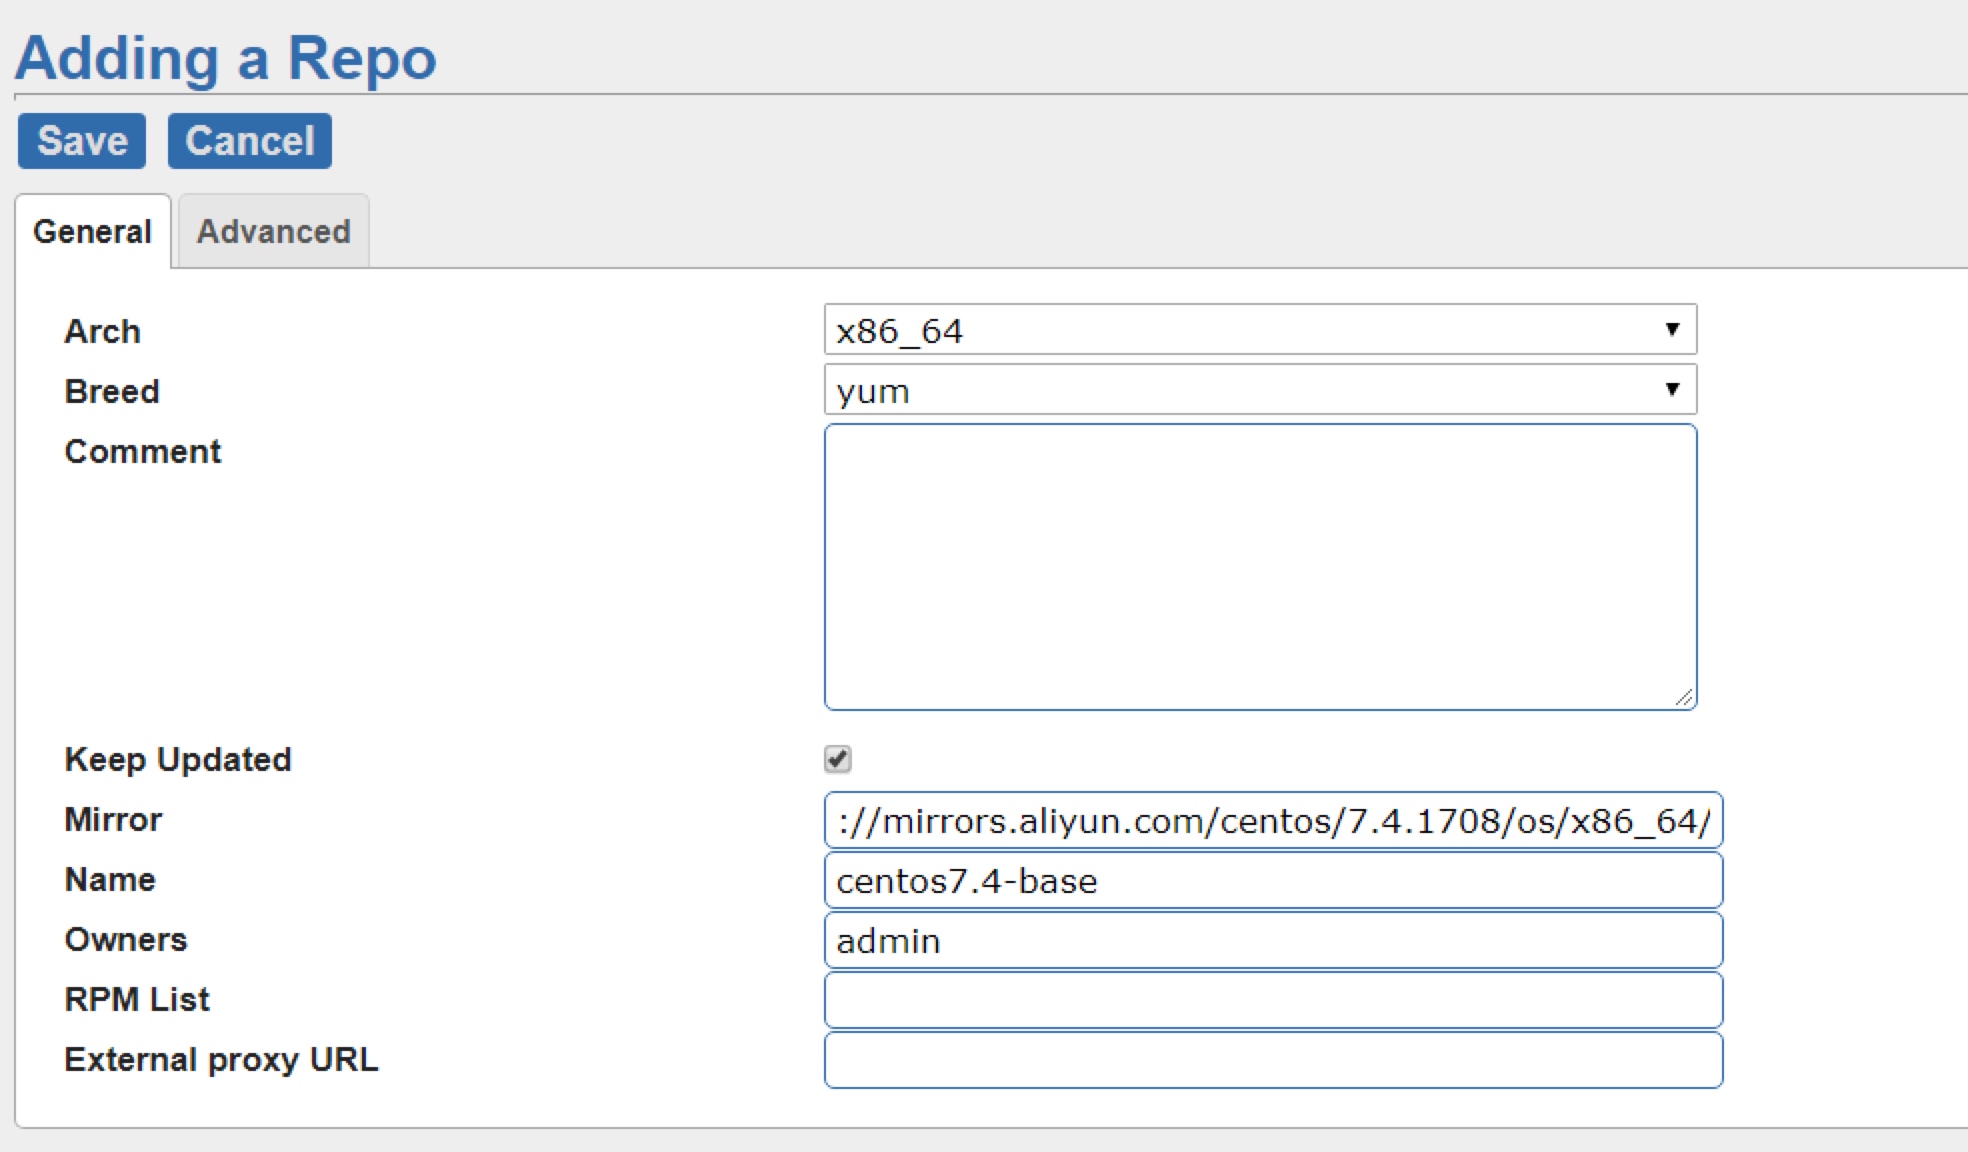 Adding a Repo
Save Cancel
General Advanced
Arch x86_64
Breed yum
Comment
Keep Updated
Mirror ://mirrors.aliyun.com/centos/7.4.1708/os/x86_64/
Name centos7.4-base
Owners admin
RPM List
External proxy URL